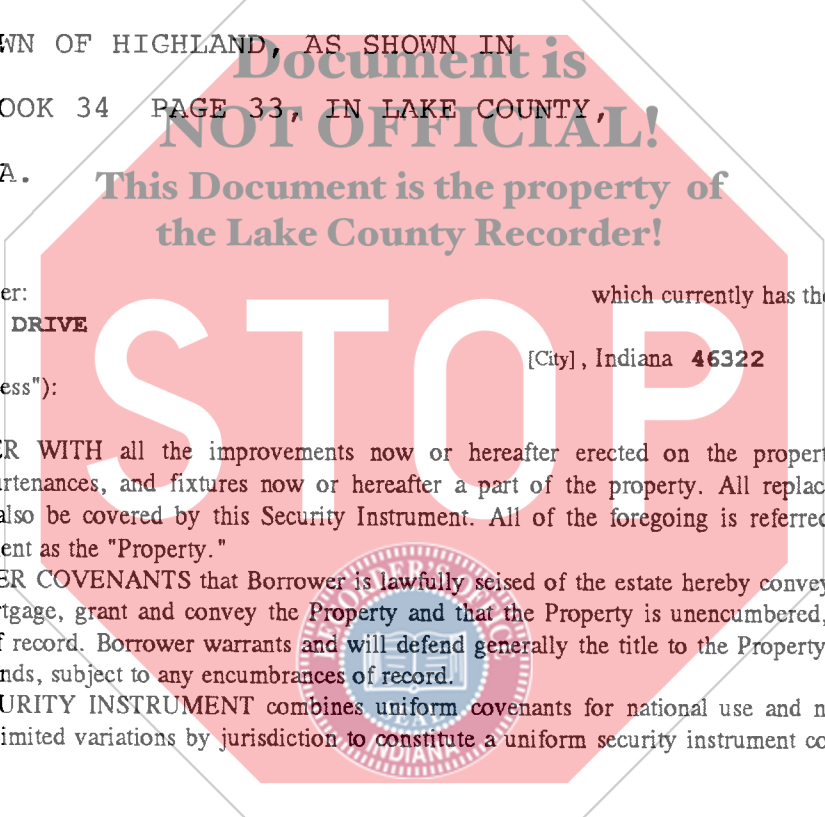 WN OF HIGHLAND, AS SHOWN IN
Document is
OOK 34 PAGE 33, IN LAKE COUNTY,
NOT OFFICIAL!
A.
This Document is the property of
the Lake County Recorder!
er: which currently has the
DRIVE
STOP
[City], Indiana 46322
ess"):
ER WITH all the improvements now or hereafter erected on the propert
urtenances, and fixtures now or hereafter a part of the property. All replac
also be covered by this Security Instrument. All of the foregoing is referred
ent as the "Property."
ER COVENANTS that Borrower is lawfully seised of the estate hereby convey
rtgage, grant and convey the Property and that the Property is unencumbered,
f record. Borrower warrants and will defend generally the title to the Property
nds, subject to any encumbrances of record.
URITY INSTRUMENT combines uniform covenants for national use and n
imited variations by jurisdiction to constitute a uniform security instrument co
SEAL
INDIANA